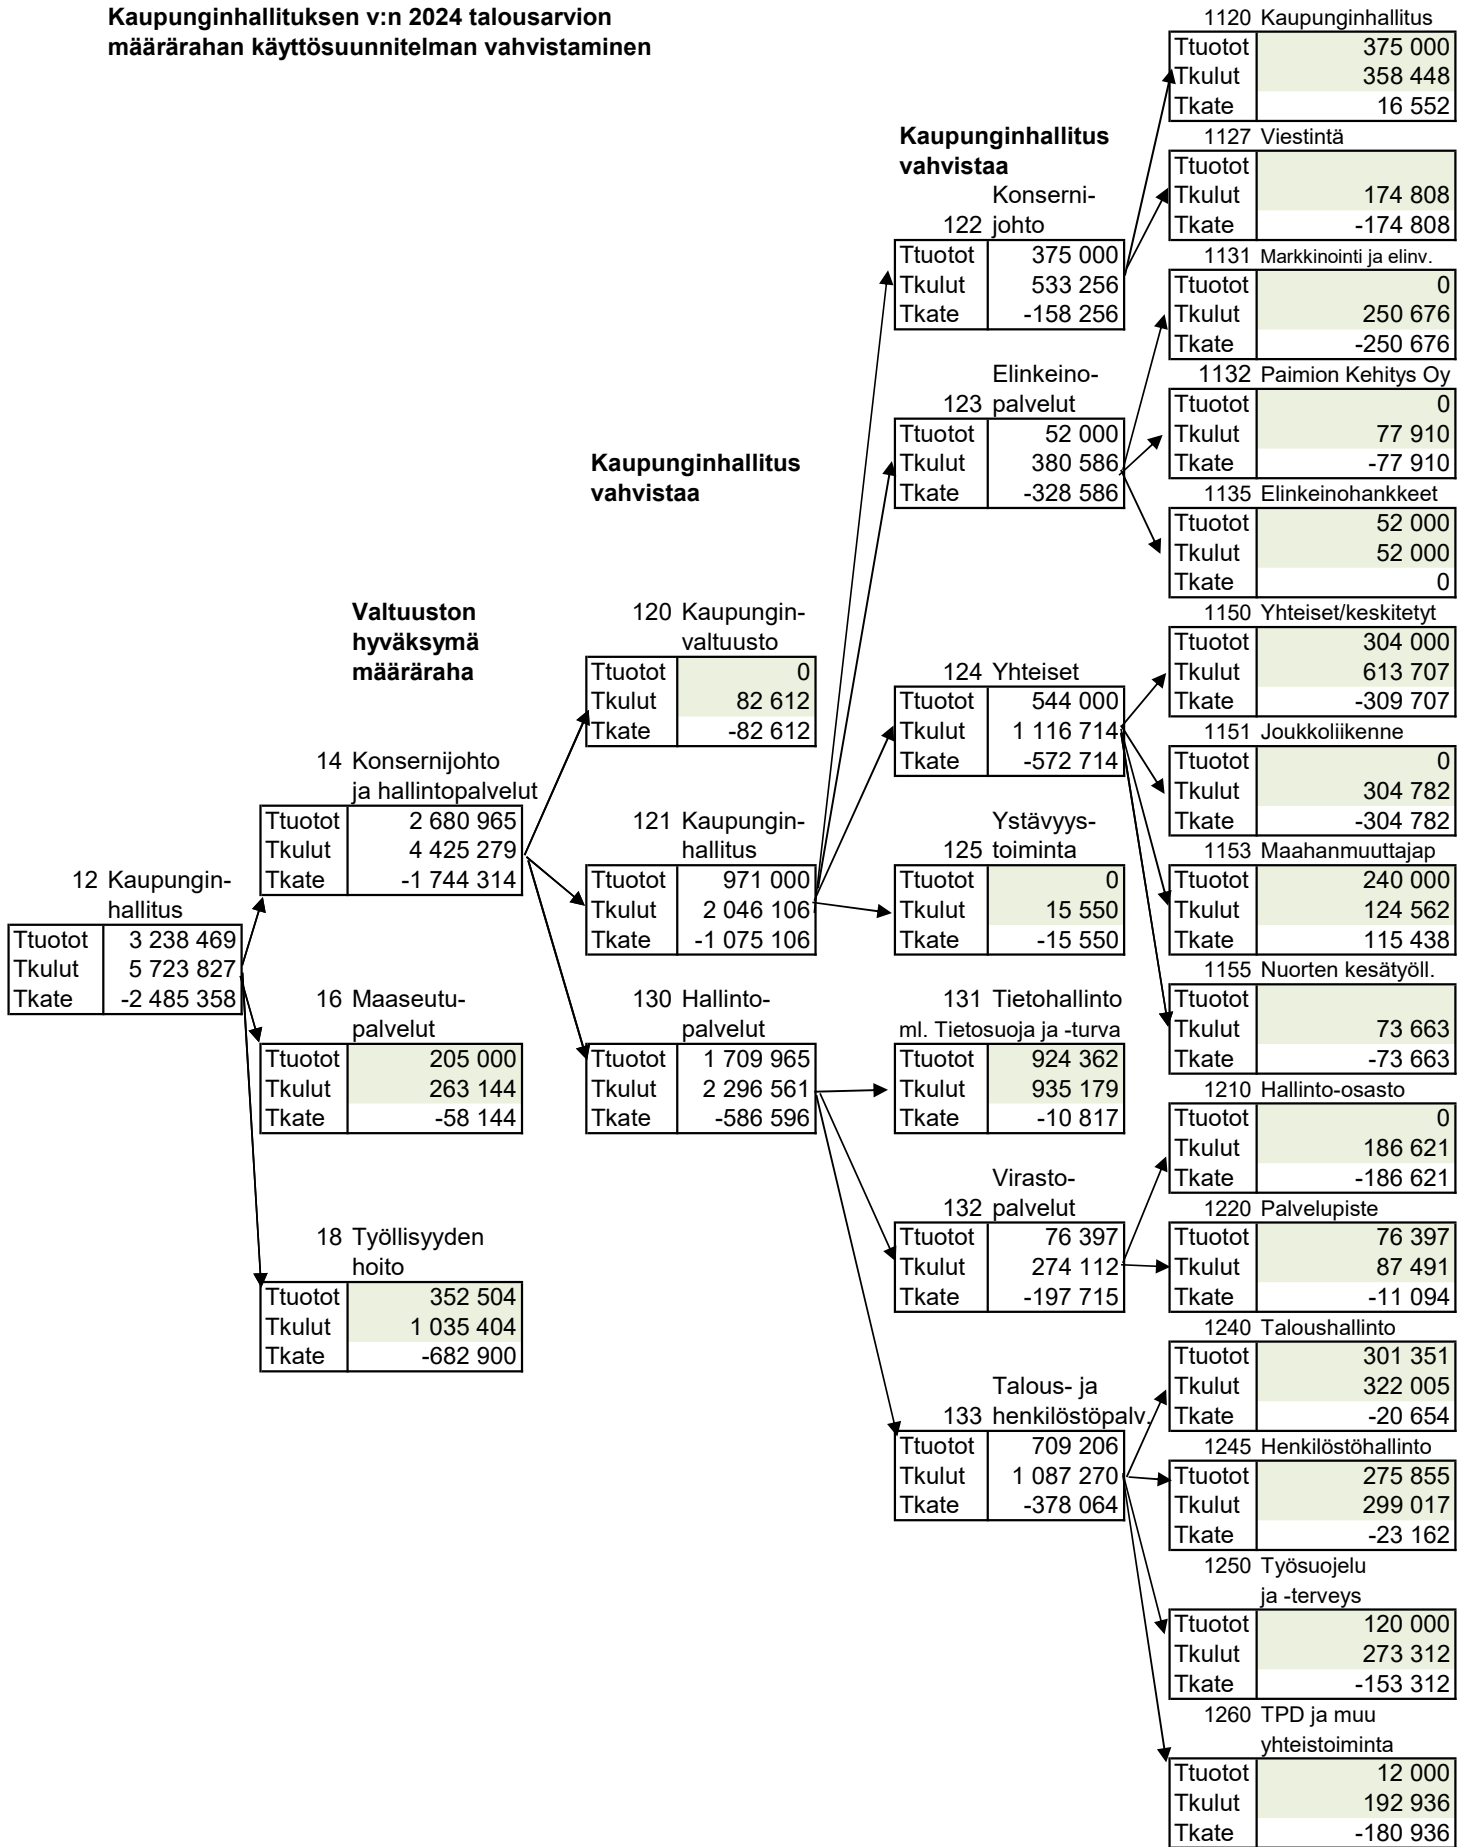 Kaupunginhallituksen v:n 2024 talousarvion
määrärahan käyttösuunnitelman vahvistaminen
12 Kaupungin-
hallitus
Ttuotot 3 238 469
Tkulut 5 723 827
Tkate -2 485 358
Valtuuston
hyväksymä
määräraha
14 Konsernijohto
ja hallintopalvelut
Ttuotot 2 680 965
Tkulut 4 425 279
Tkate -1 744 314
16 Maaseutu-
palvelut
Ttuotot 205 000
Tkulut 263 144
Tkate -58 144
18 Työllisyyden
hoito
Ttuotot 352 504
Tkulut 1 035 404
Tkate -682 900
Kaupunginhallitus
vahvistaa
120 Kaupungin-
valtuusto
Ttuotot 0
Tkulut 82 612
Tkate -82 612
121 Kaupungin-
hallitus
Ttuotot 971 000
Tkulut 2 046 106
Tkate -1 075 106
130 Hallinto-
palvelut
Ttuotot 1 709 965
Tkulut 2 296 561
Tkate -586 596
Kaupunginhallitus
vahvistaa
Konserni-
122 johto
Ttuotot 375 000
Tkulut 533 256
Tkate -158 256
Elinkeino-
123 palvelut
Ttuotot 52 000
Tkulut 380 586
Tkate -328 586
124 Yhteiset
Ttuotot 544 000
Tkulut 1 116 714
Tkate -572 714
Ystävyys-
125 toiminta
Ttuotot 0
Tkulut 15 550
Tkate -15 550
131 Tietohallinto
ml. Tietosuoja ja -turva
Ttuotot 924 362
Tkulut 935 179
Tkate -10 817
Virasto-
132 palvelut
Ttuotot 76 397
Tkulut 274 112
Tkate -197 715
Talous- ja
133 henkilöstöpalv.
Ttuotot 709 206
Tkulut 1 087 270
Tkate -378 064
1120 Kaupunginhallitus
Ttuotot 375 000
Tkulut 358 448
Tkate 16 552
1127 Viestintä
Ttuotot
Tkulut 174 808
Tkate -174 808
1131 Markkinointi ja elinv.
Ttuotot 0
Tkulut 250 676
Tkate -250 676
1132 Paimion Kehitys Oy
Ttuotot 0
Tkulut 77 910
Tkate -77 910
1135 Elinkeinohankkeet
Ttuotot 52 000
Tkulut 52 000
Tkate 0
1150 Yhteiset/keskitetyt
Ttuotot 304 000
Tkulut 613 707
Tkate -309 707
1151 Joukkoliikenne
Ttuotot 0
Tkulut 304 782
Tkate -304 782
1153 Maahanmuuttajap
Ttuotot 240 000
Tkulut 124 562
Tkate 115 438
1155 Nuorten kesätyöll.
Ttuotot
Tkulut 73 663
Tkate -73 663
1210 Hallinto-osasto
Ttuotot 0
Tkulut 186 621
Tkate -186 621
1220 Palvelupiste
Ttuotot 76 397
Tkulut 87 491
Tkate -11 094
1240 Taloushallinto
Ttuotot 301 351
Tkulut 322 005
Tkate -20 654
1245 Henkilöstöhallinto
Ttuotot 275 855
Tkulut 299 017
Tkate -23 162
1250 Työsuojelu
ja -terveys
Ttuotot 120 000
Tkulut 273 312
Tkate -153 312
1260 TPD ja muu
yhteistoiminta
Ttuotot 12 000
Tkulut 192 936
Tkate -180 936